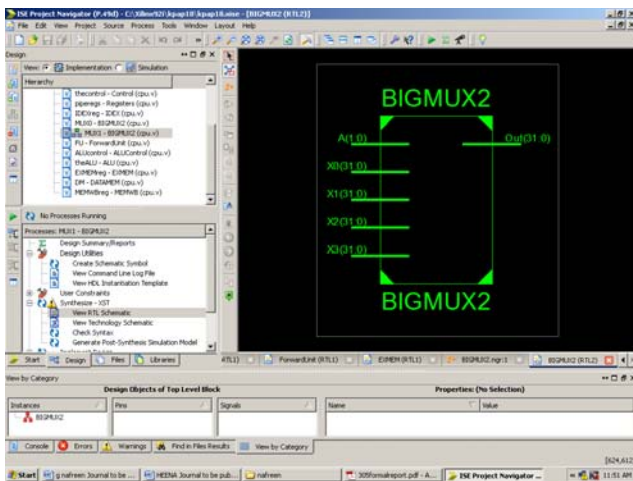 ISE Project Navigator (P.49d) - C:\Xilinx92i\kpap18\kpap18.xise - [BIGMUX2 (RTL2)]
File Edit View Project Source Process Tools Window Layout Help
Design
View: Implementation Simulation
Hierarchy
thecontrol - Control (cpu.v)
piperegs - Registers (cpu.v)
IDEXreg - IDEX (cpu.v)
MUX0 - BIGMUX2 (cpu.v)
MUX1 - BIGMUX2 (cpu.v)
FU - ForwardUnit (cpu.v)
ALUcontrol - ALUControl (cpu.v)
theALU - ALU (cpu.v)
EXMEMreg - EXMEM (cpu.v)
DM - DATAMEM (cpu.v)
MEMWBreg - MEMWB (cpu.v)
No Processes Running
Processes: MUX1 - BIGMUX2
Design Summary/Reports
Design Utilities
Create Schematic Symbol
View Command Line Log File
View HDL Instantiation Template
User Constraints
Synthesize - XST
View RTL Schematic
View Technology Schematic
Check Syntax
Generate Post-Synthesis Simulation Model
Start Design Files Libraries
BIGMUX2
A(1:0) Out(31:0)
X0(31:0)
X1(31:0)
X2(31:0)
X3(31:0)
BIGMUX2
RTL1) ForwardUnit (RTL1) EXMEM (RTL1) BIGMUX2.ngr:1 BIGMUX2 (RTL2)
View by Category
Design Objects of Top Level Block Properties: (No Selection)
Instances Pins Signals Name Value
BIGMUX2
Console Errors Warnings Find in Files Results View by Category
[624,612]
Start g nafreen Journal to be ... HEENA Journal to be pub... nafreen 305formalreport.pdf - A... ISE Project Navigator ... 11:51 AM